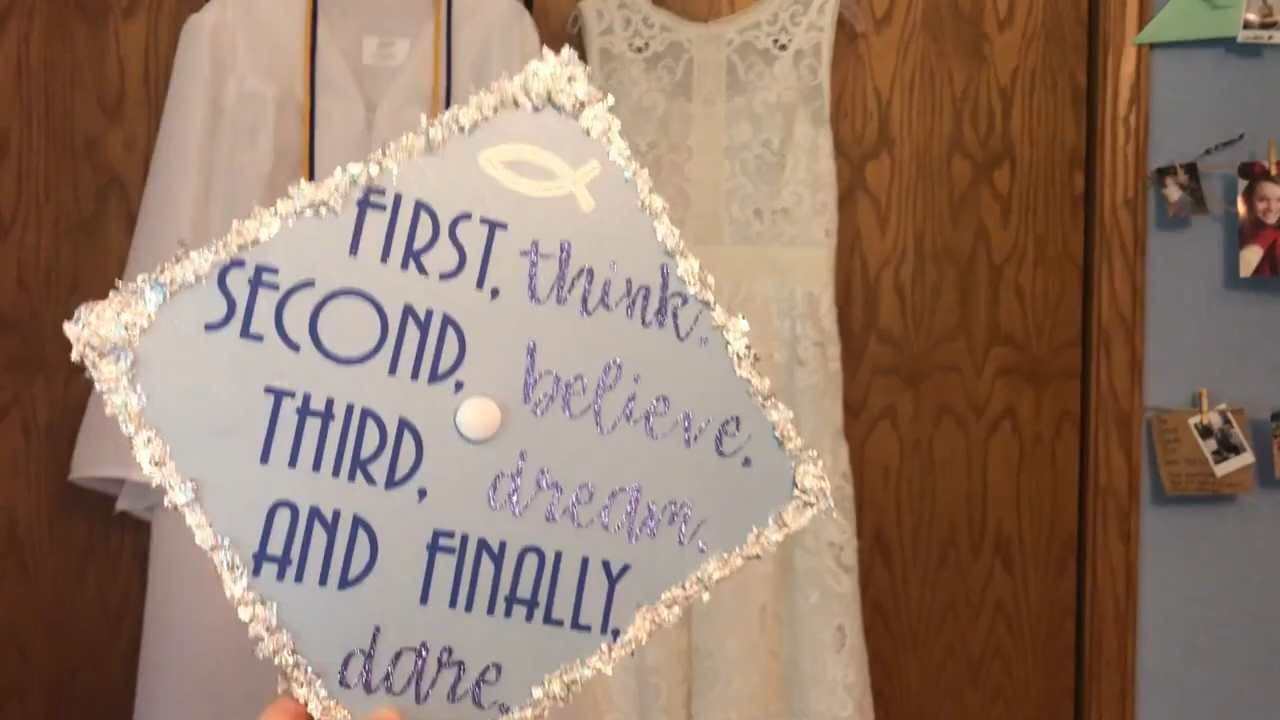 FIRST, think.
SECOND, believe.
THIRD, dream.
AND FINALLY,
dare.